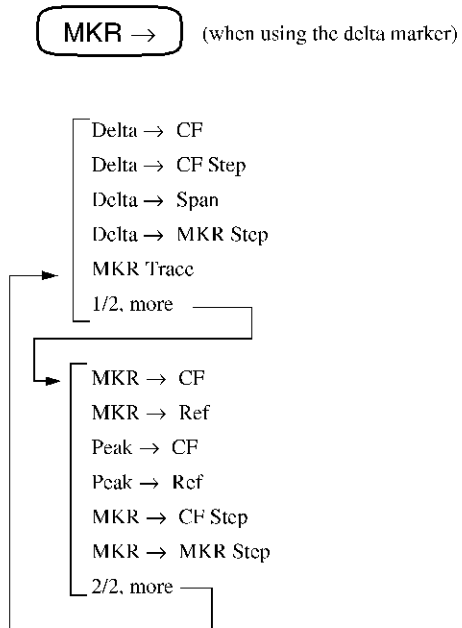 MKR → (when using the delta marker)
Delta → CF
Delta → CF Step
Delta → Span
Delta → MKR Step
MKR Trace
1/2, more
MKR → CF
MKR → Ref
Peak → CF
Peak → Ref
MKR → CF Step
MKR → MKR Step
2/2, more